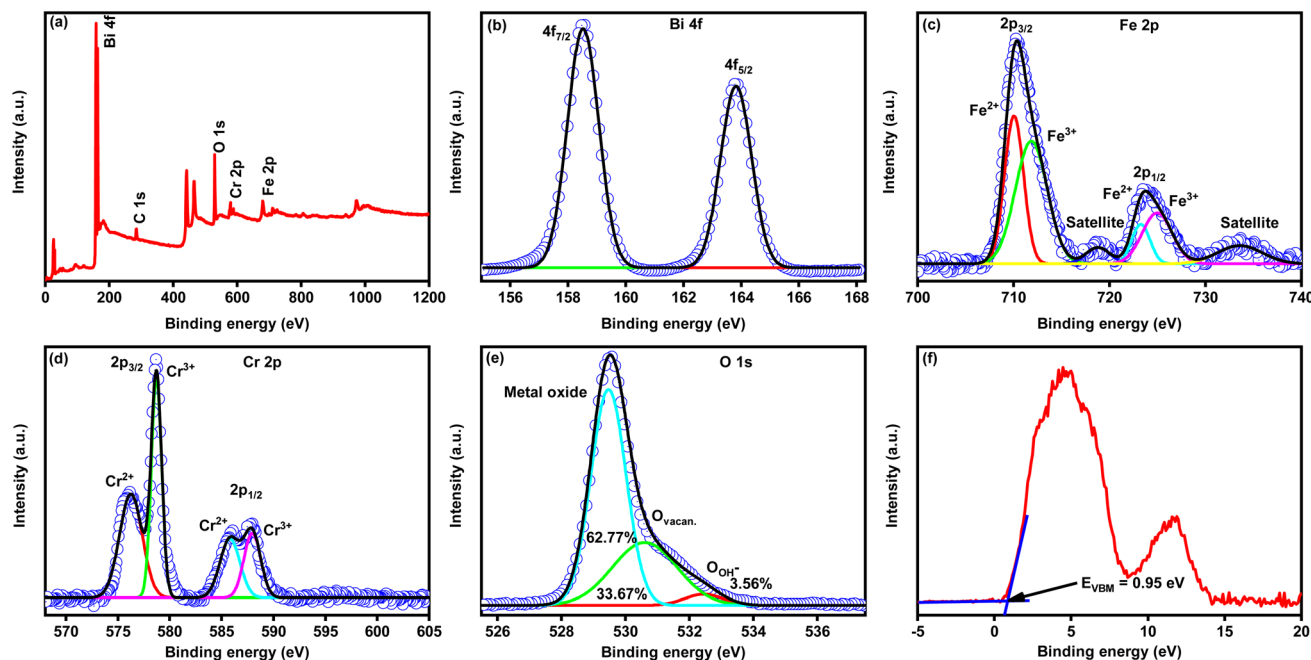 (a)
Bi 4f
C 1s
O 1s
Cr 2p
Fe 2p
Intensity (a.u.)
0 200 400 600 800 1000 1200
Binding energy (eV)
(b)
Bi 4f
4f7/2
4f5/2
Intensity (a.u.)
156 158 160 162 164 166 168
Binding energy (eV)
(c)
2p3/2
Fe 2p
Fe2+
Fe3+
2p1/2
Fe2+
Fe3+
Satellite
Satellite
Intensity (a.u.)
700 710 720 730 740
Binding energy (eV)
(d)
2p3/2
Cr 2p
Cr3+
Cr2+
2p1/2
Cr2+
Cr3+
Intensity (a.u.)
570 575 580 585 590 595 600 605
Binding energy (eV)
(e)
O 1s
Metal oxide
Ovacan.
62.77%
OOH-
3.56%
33.67%
Intensity (a.u.)
526 528 530 532 534 536
Binding energy (eV)
(f)
EVBM = 0.95 eV
Intensity (a.u.)
-5 0 5 10 15 20
Binding energy (eV)